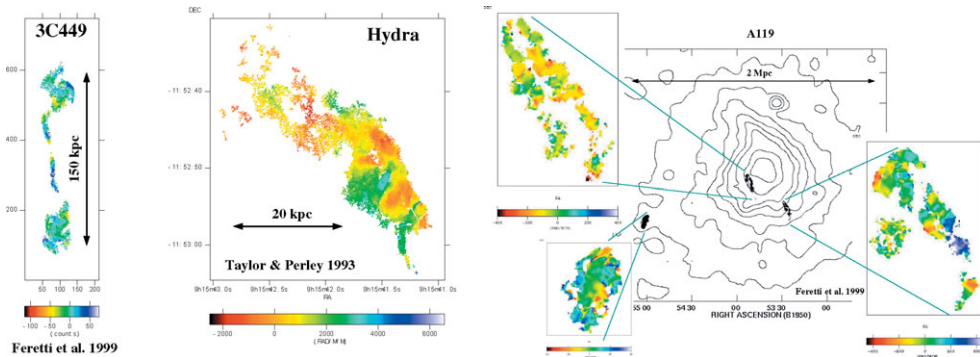 3C449
600
400
200
50 100 150 200
150 kpc
-100 -50 0 50
( count s )
Feretti et al. 1999
DEC
Hydra
- 11:52 40
- 11:52 50
- 11:53 00
20 kpc
Taylor & Perley 1993
9h15m43 0s 9h15m42 5s 9h15m42 0s 9h15m41 5s 9h15m41 0s
RA
-2000 0 2000 4000 6000
( RAD/ M*M)
DEC
A119
2 Mpc
Feretti et al. 1999
55 00 54 30 00 53 30 00
RIGHT ASCENSION (B1950)